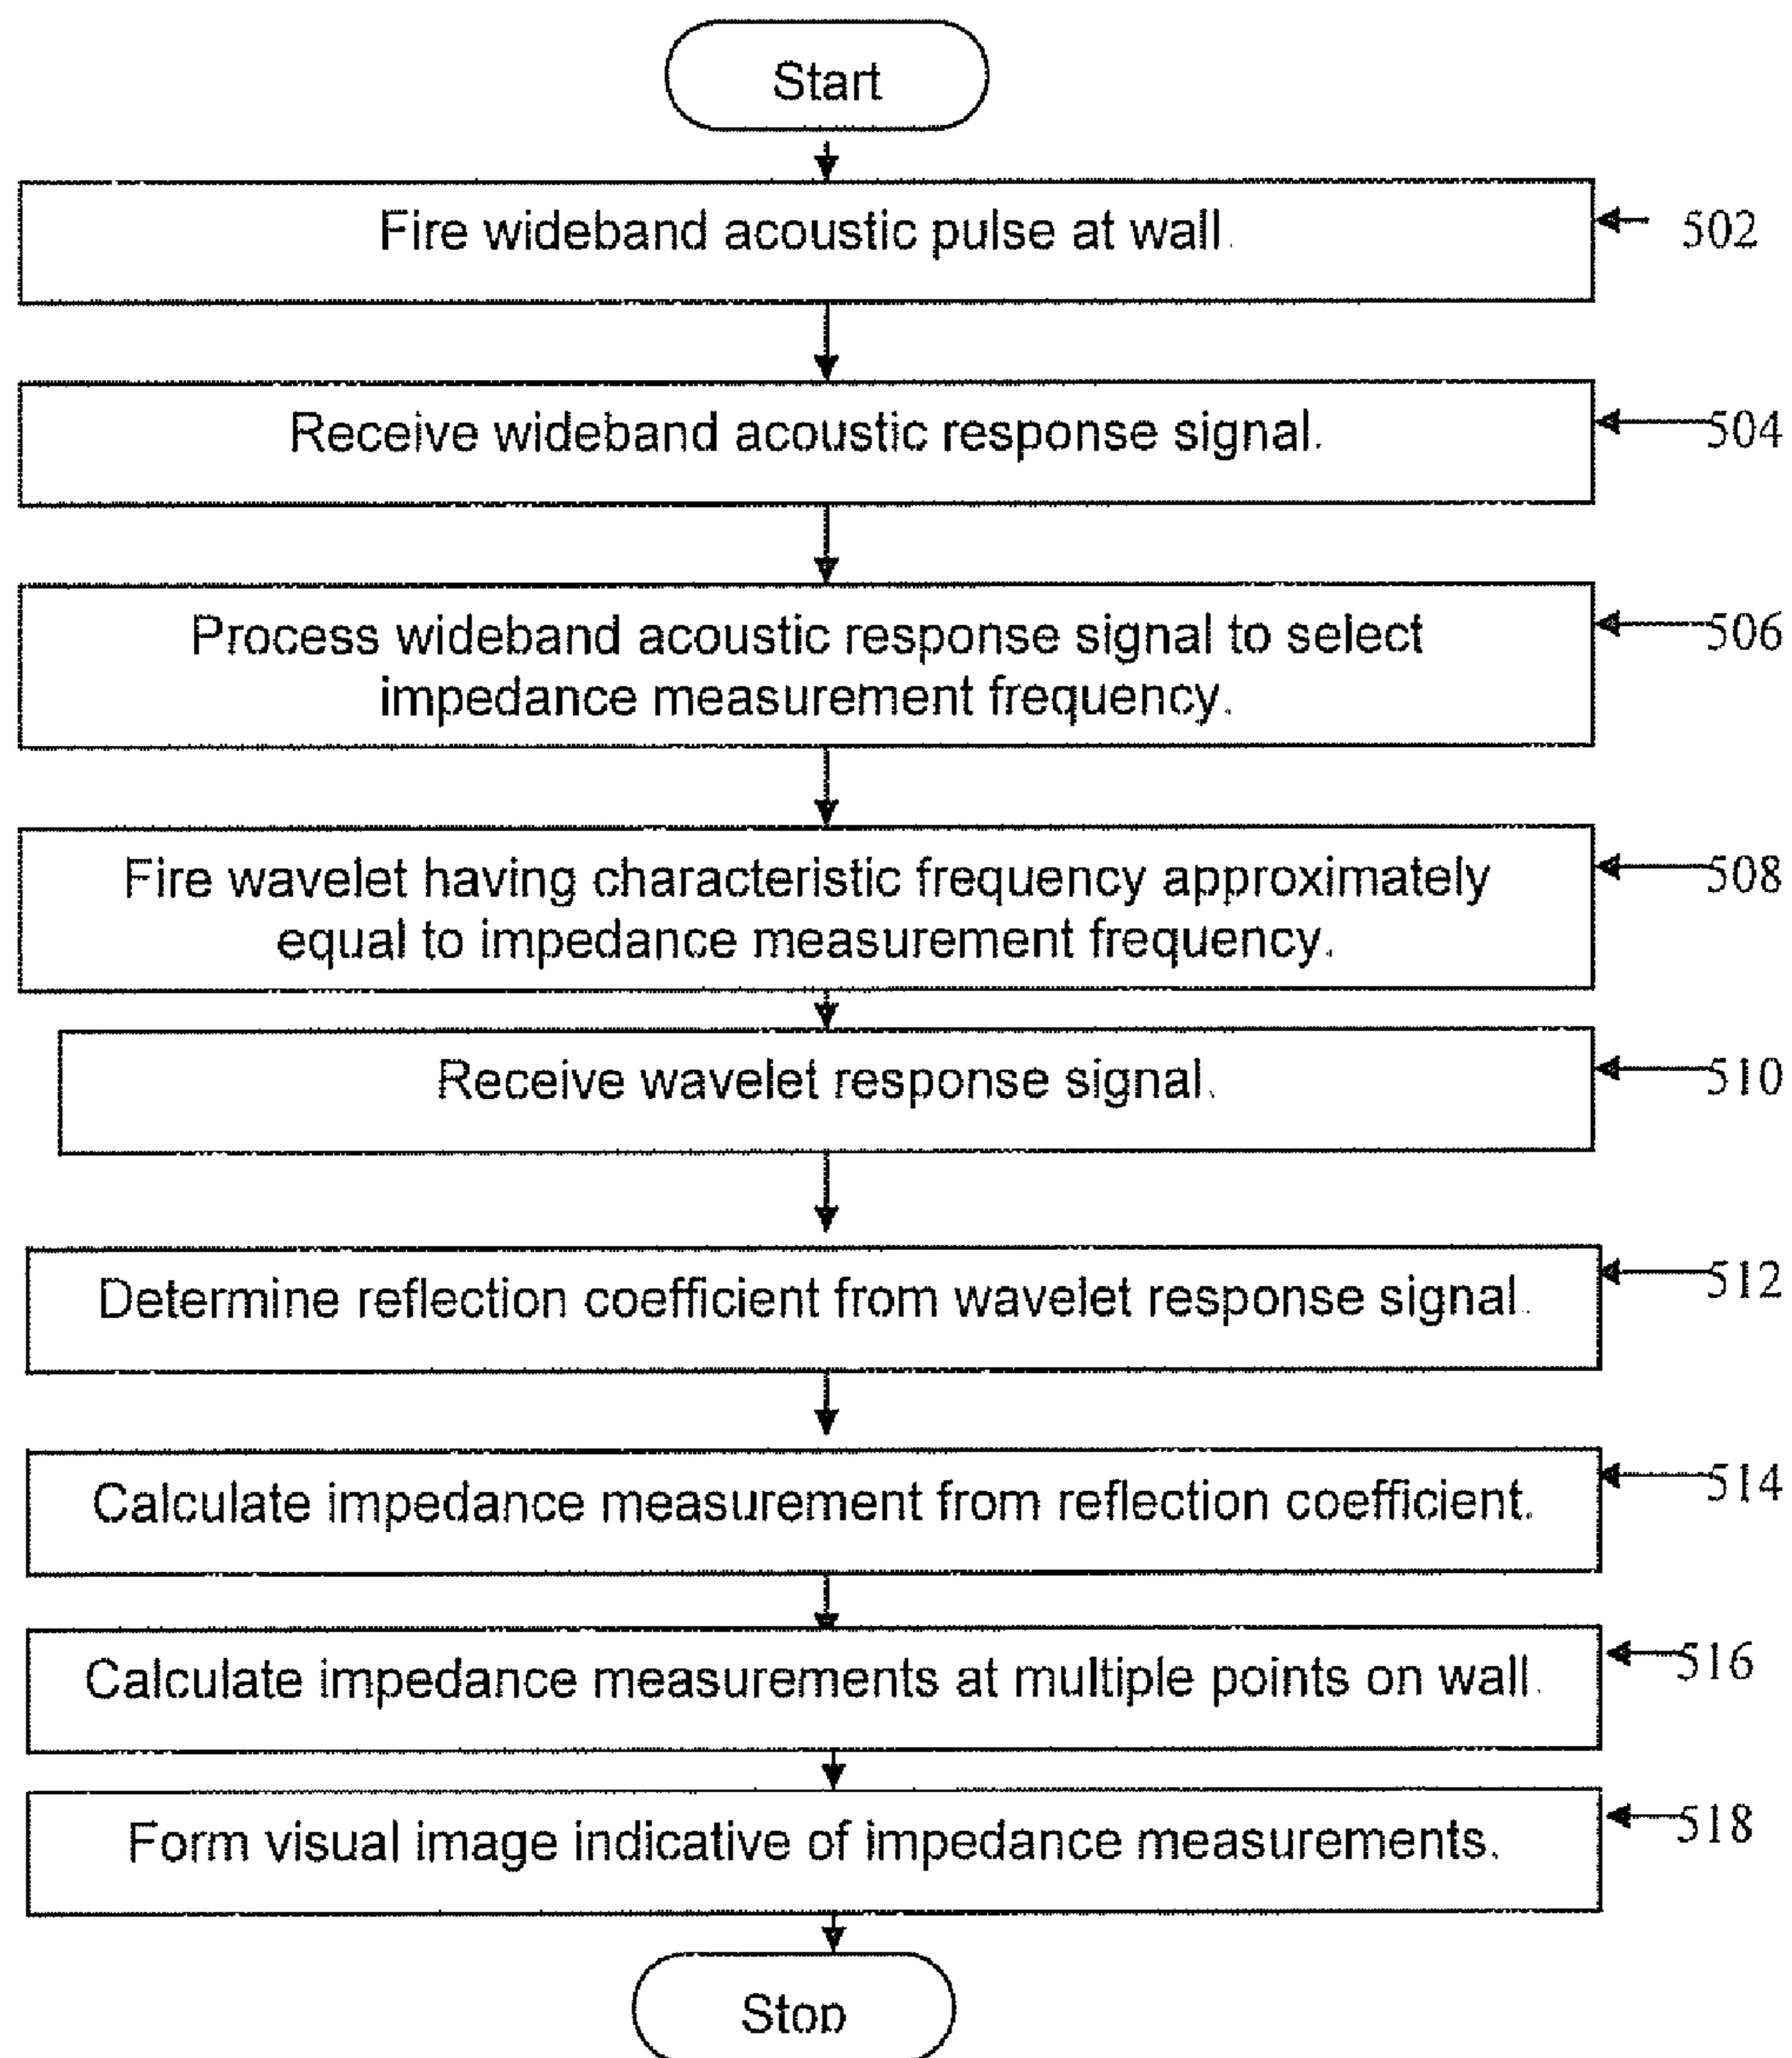 Start
Fire wideband acoustic pulse at wall.
502
Receive wideband acoustic response signal.
504
Process wideband acoustic response signal to select
impedance measurement frequency.
506
Fire wavelet having characteristic frequency approximately
equal to impedance measurement frequency.
508
Receive wavelet response signal.
510
Determine reflection coefficient from wavelet response signal.
512
Calculate impedance measurement from reflection coefficient.
514
Calculate impedance measurements at multiple points on wall.
516
Form visual image indicative of impedance measurements.
518
Stop